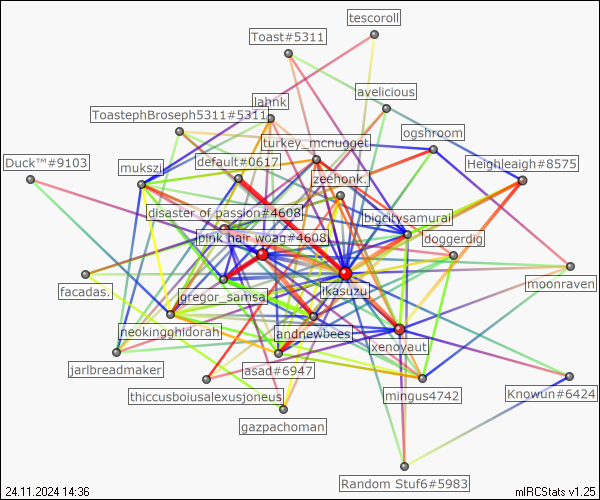 tescoroll
Toast#5311
avelicious
lahnk
ToastephBroseph5311#5311
ogshroom
turkey_mcnugget
Duck™#9103
mukszi
default#0617
Heighleaigh#8575
zeehonk.
disaster of passion#4608
bigcitysamurai
pink hair woag#4608
doggerdig
moonraven
facadas.
gregor_samsa
ikasuzu
neokingghidorah
andnewbees
xenoyaut
jarlbreadmaker
asad#6947
thiccusboiusalexusjoneus
mingus4742
Knowun#6424
gazpachoman
Random Stuf6#5983
24.11.2024 14:36
mIRCStats v1.25